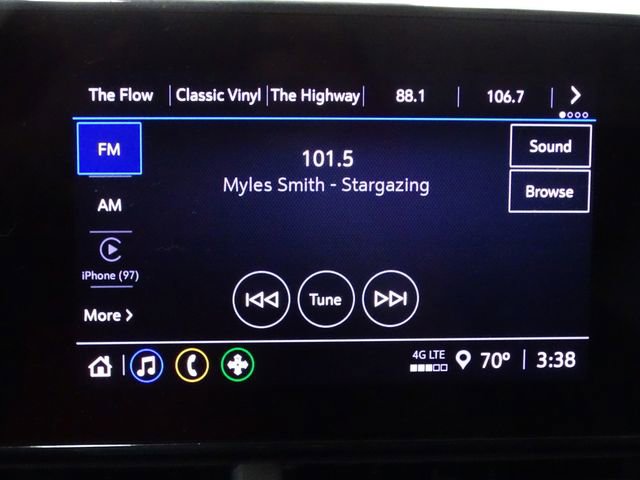 The Flow Classic Vinyl The Highway 88.1 106.7
FM
101.5
Sound
Myles Smith - Stargazing
Browse
AM
iPhone (97)
Tune
More
4G LTE
70° 3:38